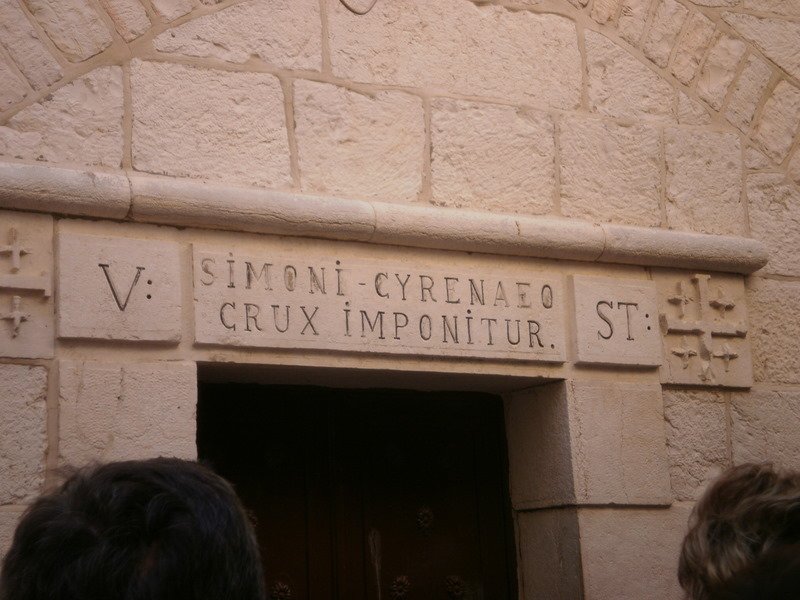 V:
SIMONI-CYRENAEO
CRUX IMPONITUR.
ST: